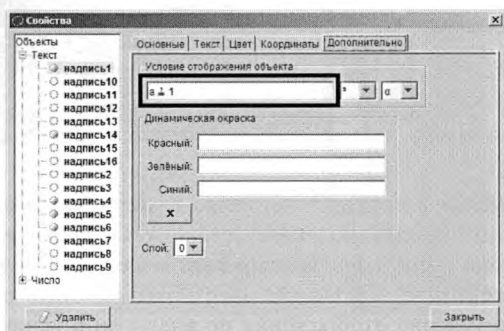 Свойства
Объекты
Текст
надпись1
надпись10
надпись11
надпись12
надпись13
надпись14
надпись15
надпись16
надпись2
надпись3
надпись4
надпись5
надпись6
надпись7
надпись8
надпись9
Число
Основные Текст Цвет Координаты Дополнительно
Условие отображения объекта
a ≟ 1
α
Динамическая окраска
Красный:
Зелёный:
Синий:
x
Слой: 0
Удалить
Закрыть